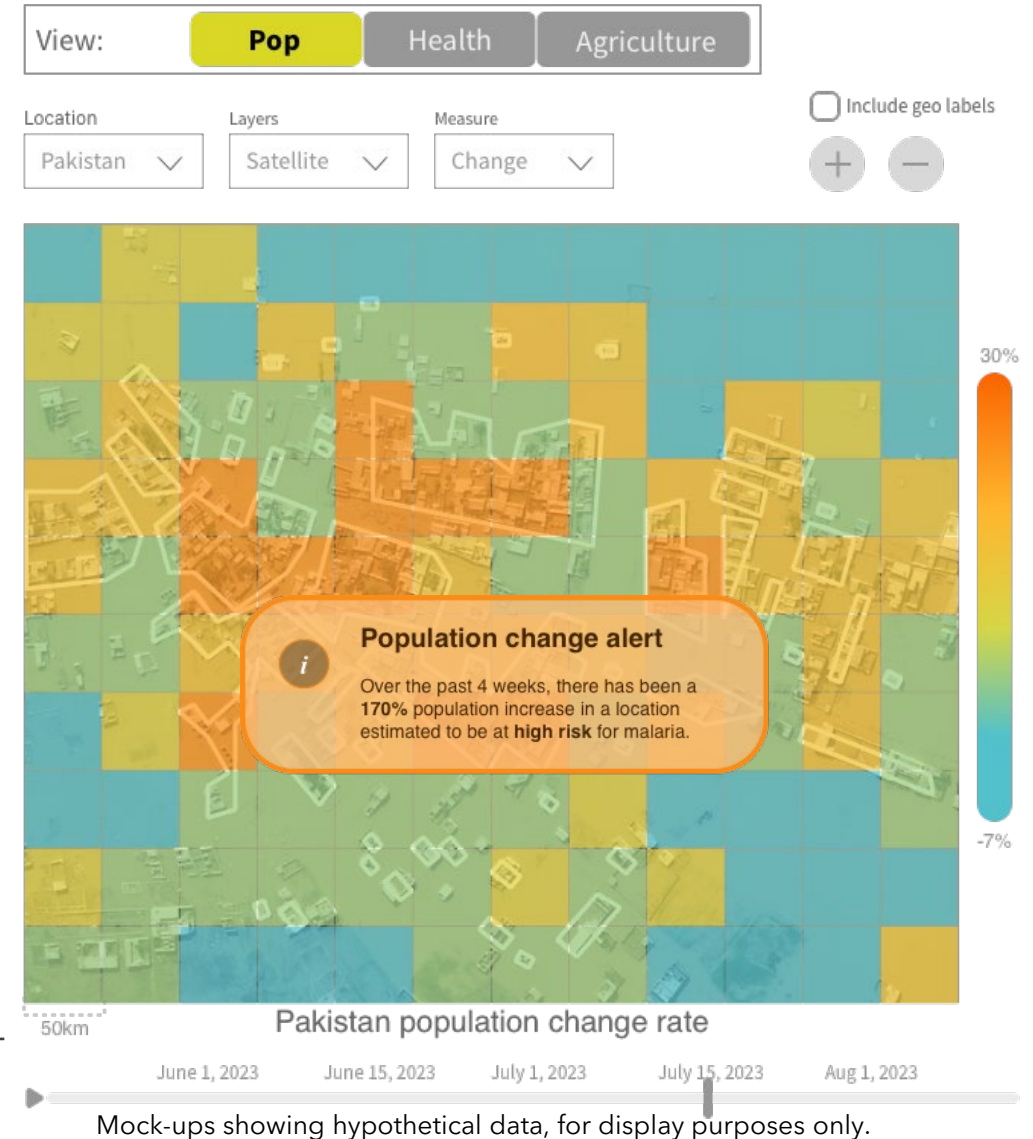 View: Pop Health Agriculture
Include geo labels
Location Layers Measure
Pakistan Satellite Change
+ −
30%
Population change alert
i
Over the past 4 weeks, there has been a
170% population increase in a location
estimated to be at high risk for malaria.
-7%
50km
Pakistan population change rate
June 1, 2023 June 15, 2023 July 1, 2023 July 15, 2023 Aug 1, 2023
Mock-ups showing hypothetical data, for display purposes only.